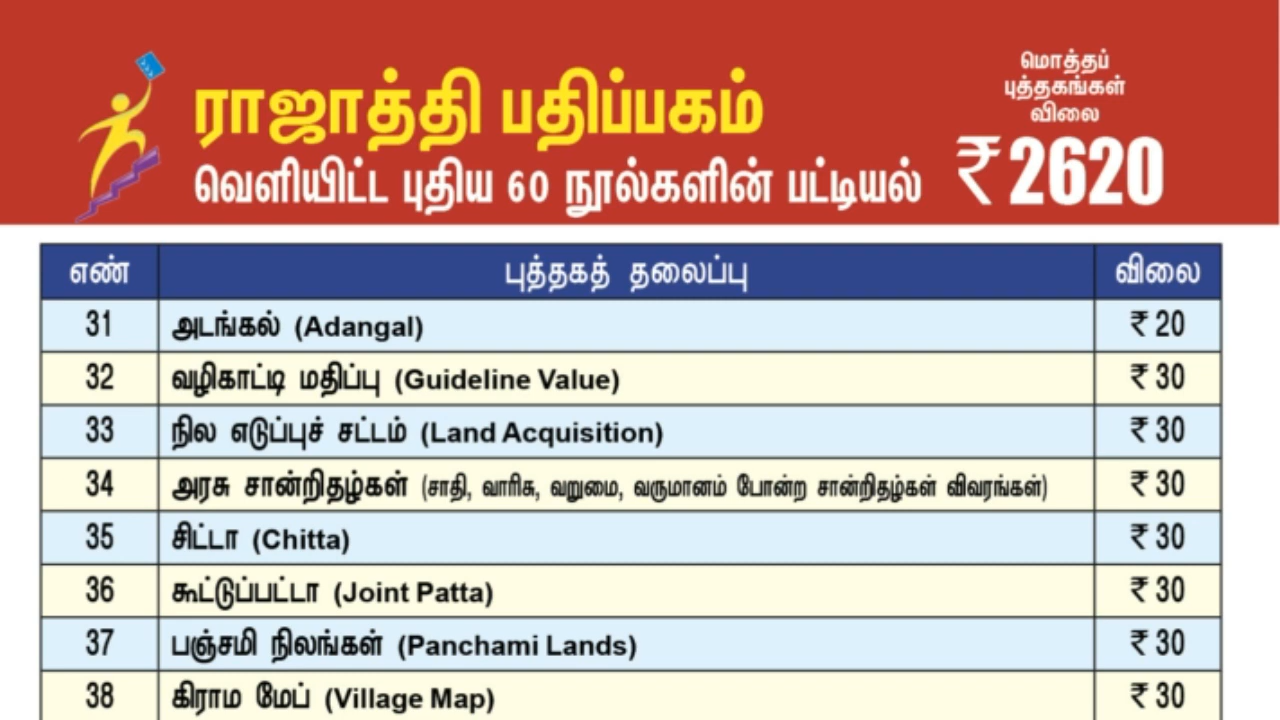 ராஜாத்தி பதிப்பகம்
வெளியிட்ட புதிய 60 நூல்களின் பட்டியல்
மொத்தப்
புத்தகங்கள்
விலை
₹ 2620
எண் புத்தகத் தலைப்பு விலை
31 அடங்கல் (Adangal) ₹ 20
32 வழிகாட்டி மதிப்பு (Guideline Value) ₹ 30
33 நில எடுப்புச் சட்டம் (Land Acquisition) ₹ 30
34 அரசு சான்றிதழ்கள் (சாதி, வாரிசு, வறுமை, வருமானம் போன்ற சான்றிதழ்கள் விவரங்கள்) ₹ 30
35 சிட்டா (Chitta) ₹ 30
36 கூட்டுப்பட்டா (Joint Patta) ₹ 30
37 பஞ்சமி நிலங்கள் (Panchami Lands) ₹ 30
38 கிராம மேப் (Village Map) ₹ 30